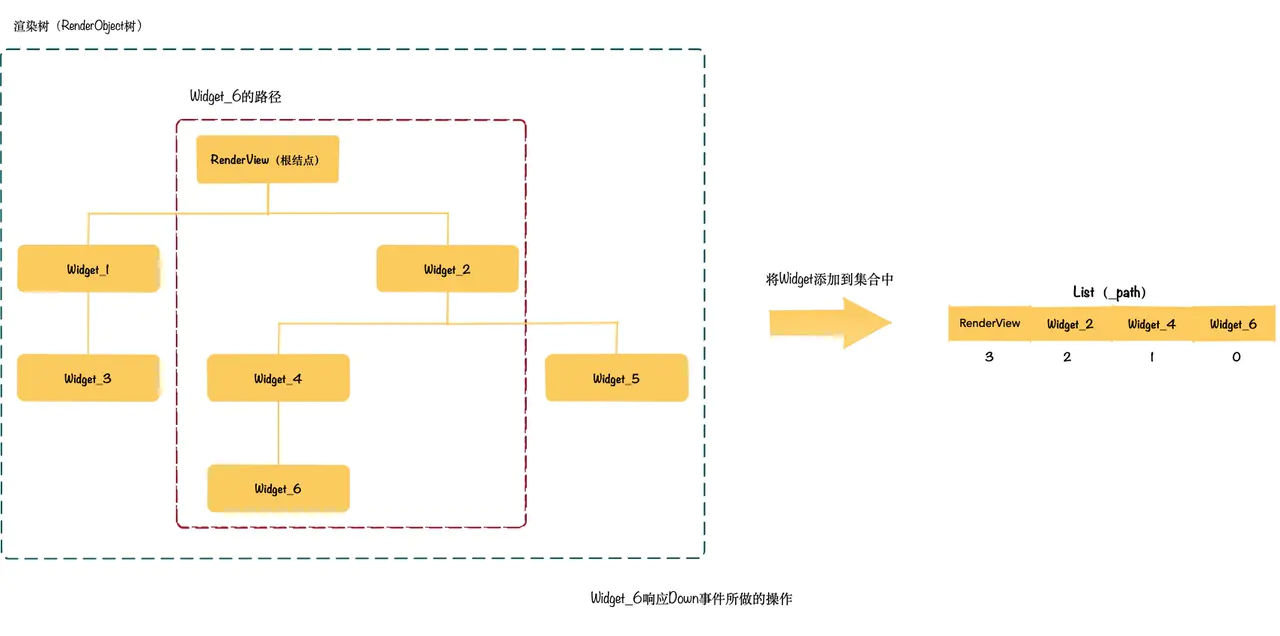 渲染树（RenderObject树）
Widget_6的路径
RenderView（根结点）
Widget_1
Widget_2
Widget_3
Widget_4
Widget_5
Widget_6
将Widget添加到集合中
List（_path）
RenderView Widget_2 Widget_4 Widget_6
3 2 1 0
Widget_6响应Down事件所做的操作